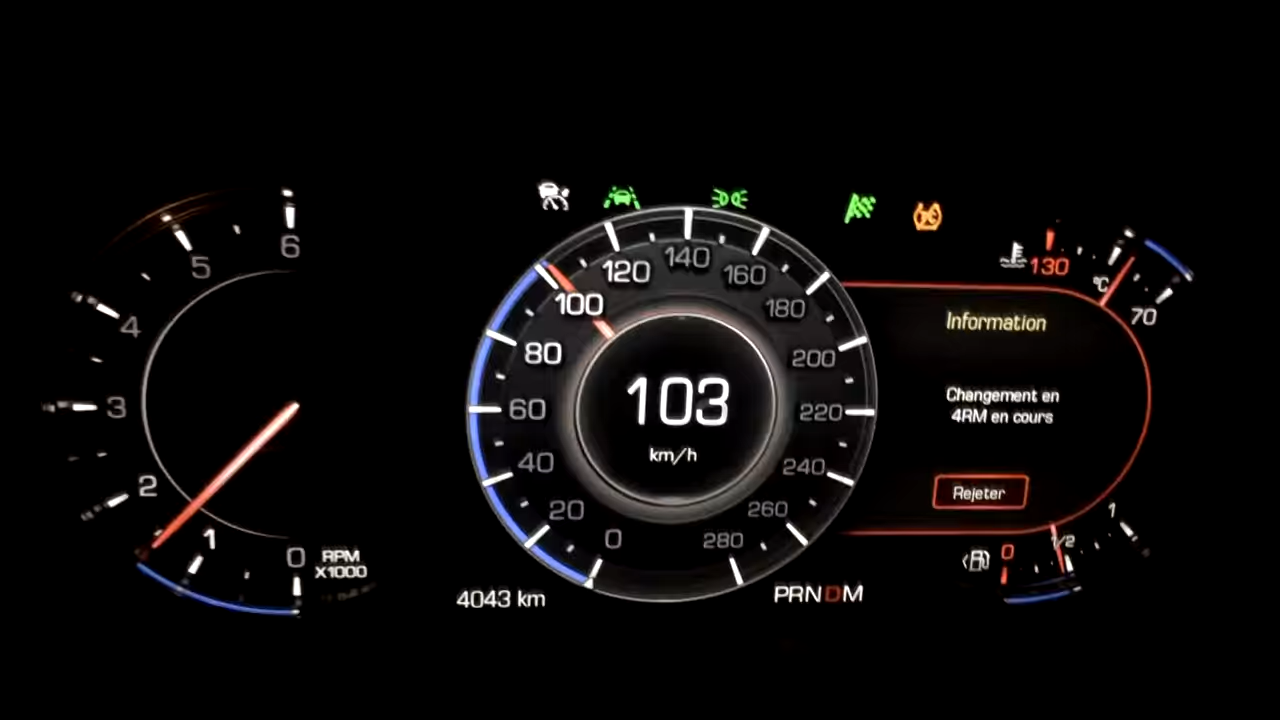 6
5
4
3
2
1
0
RPM
X1000
0
20
40
60
80
100
120
140
160
180
200
220
240
260
280
103
km/h
4043 km
PRNDM
130
°C
70
Information
Changement en
4RM en cours
Rejeter
0
1/2
1